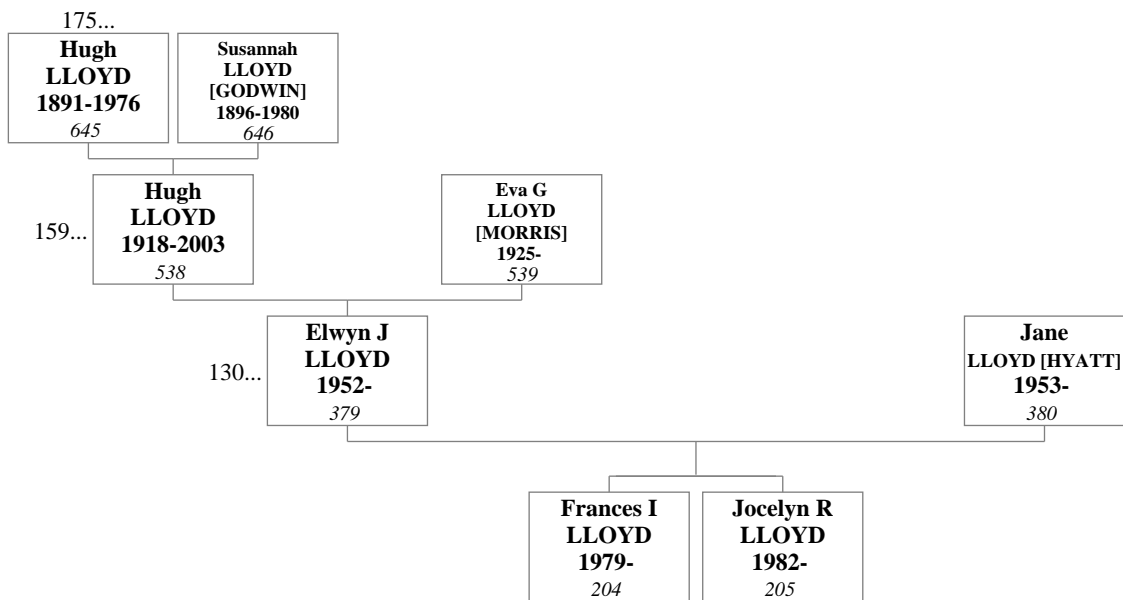 175...
Hugh
LLOYD
1891-1976
645
Susannah
LLOYD
[GODWIN]
1896-1980
646
159...
Hugh
LLOYD
1918-2003
538
Eva G
LLOYD
[MORRIS]
1925-
539
130...
Elwyn J
LLOYD
1952-
379
Jane
LLOYD [HYATT]
1953-
380
Frances I
LLOYD
1979-
204
Jocelyn R
LLOYD
1982-
205